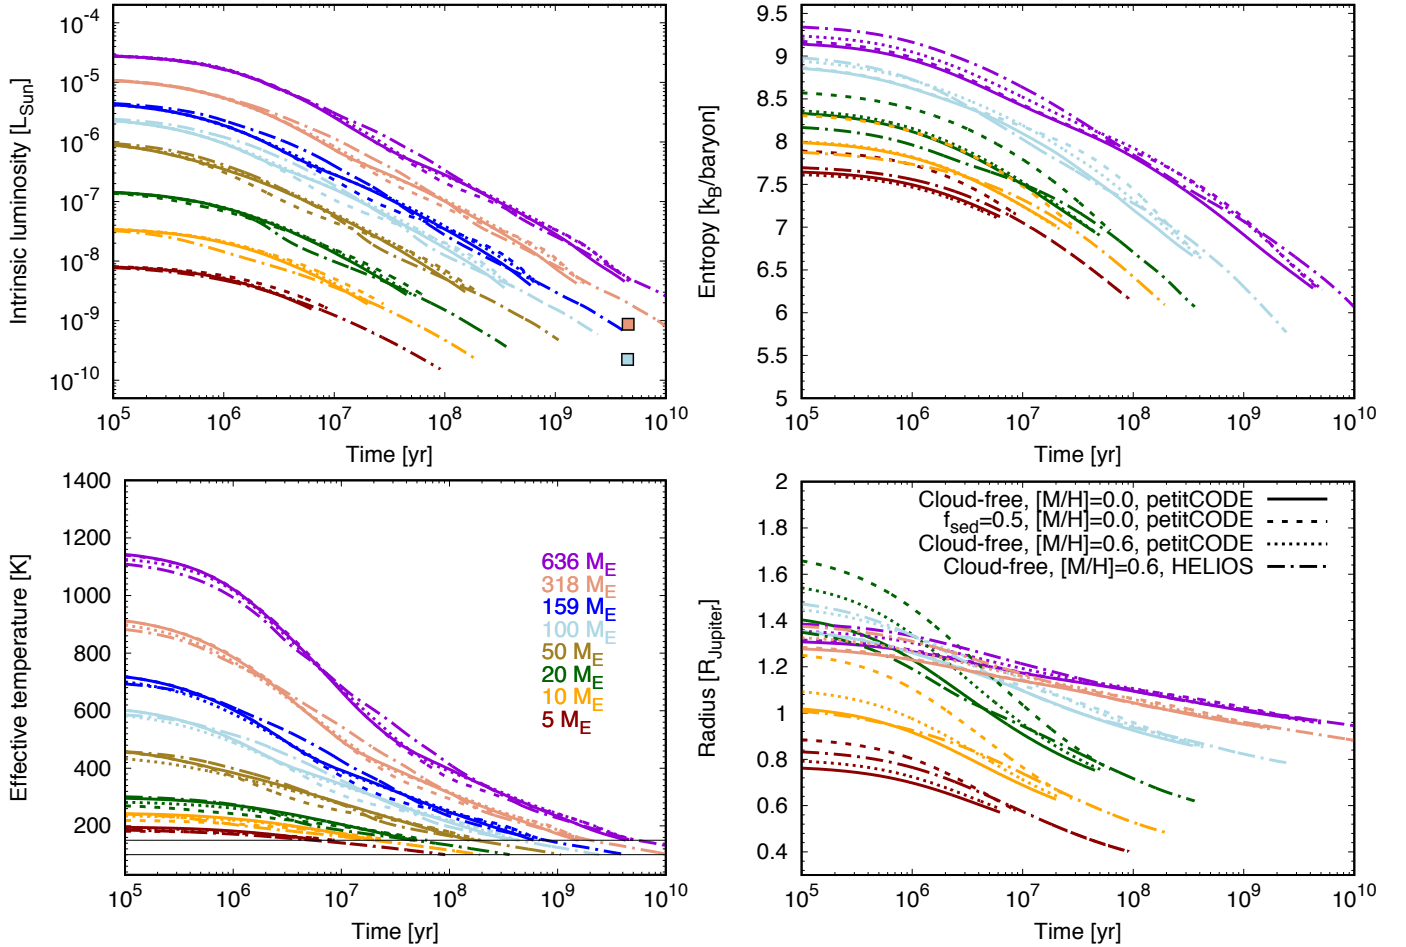 10^-4
10^-5
10^-6
10^-7
10^-8
10^-9
10^-10
Intrinsic luminosity [L_Sun]
10^5 10^6 10^7 10^8 10^9 10^10
Time [yr]
9.5
9
8.5
8
7.5
7
6.5
6
5.5
5
Entropy [k_B/baryon]
10^5 10^6 10^7 10^8 10^9 10^10
Time [yr]
1400
1200
1000
800
600
400
200
Effective temperature [K]
636 M_E
318 M_E
159 M_E
100 M_E
50 M_E
20 M_E
10 M_E
5 M_E
10^5 10^6 10^7 10^8 10^9 10^10
Time [yr]
2
1.8
1.6
1.4
1.2
1
0.8
0.6
0.4
Radius [R_Jupiter]
Cloud-free, [M/H]=0.0, petitCODE
f_sed=0.5, [M/H]=0.0, petitCODE
Cloud-free, [M/H]=0.6, petitCODE
Cloud-free, [M/H]=0.6, HELIOS
10^5 10^6 10^7 10^8 10^9 10^10
Time [yr]